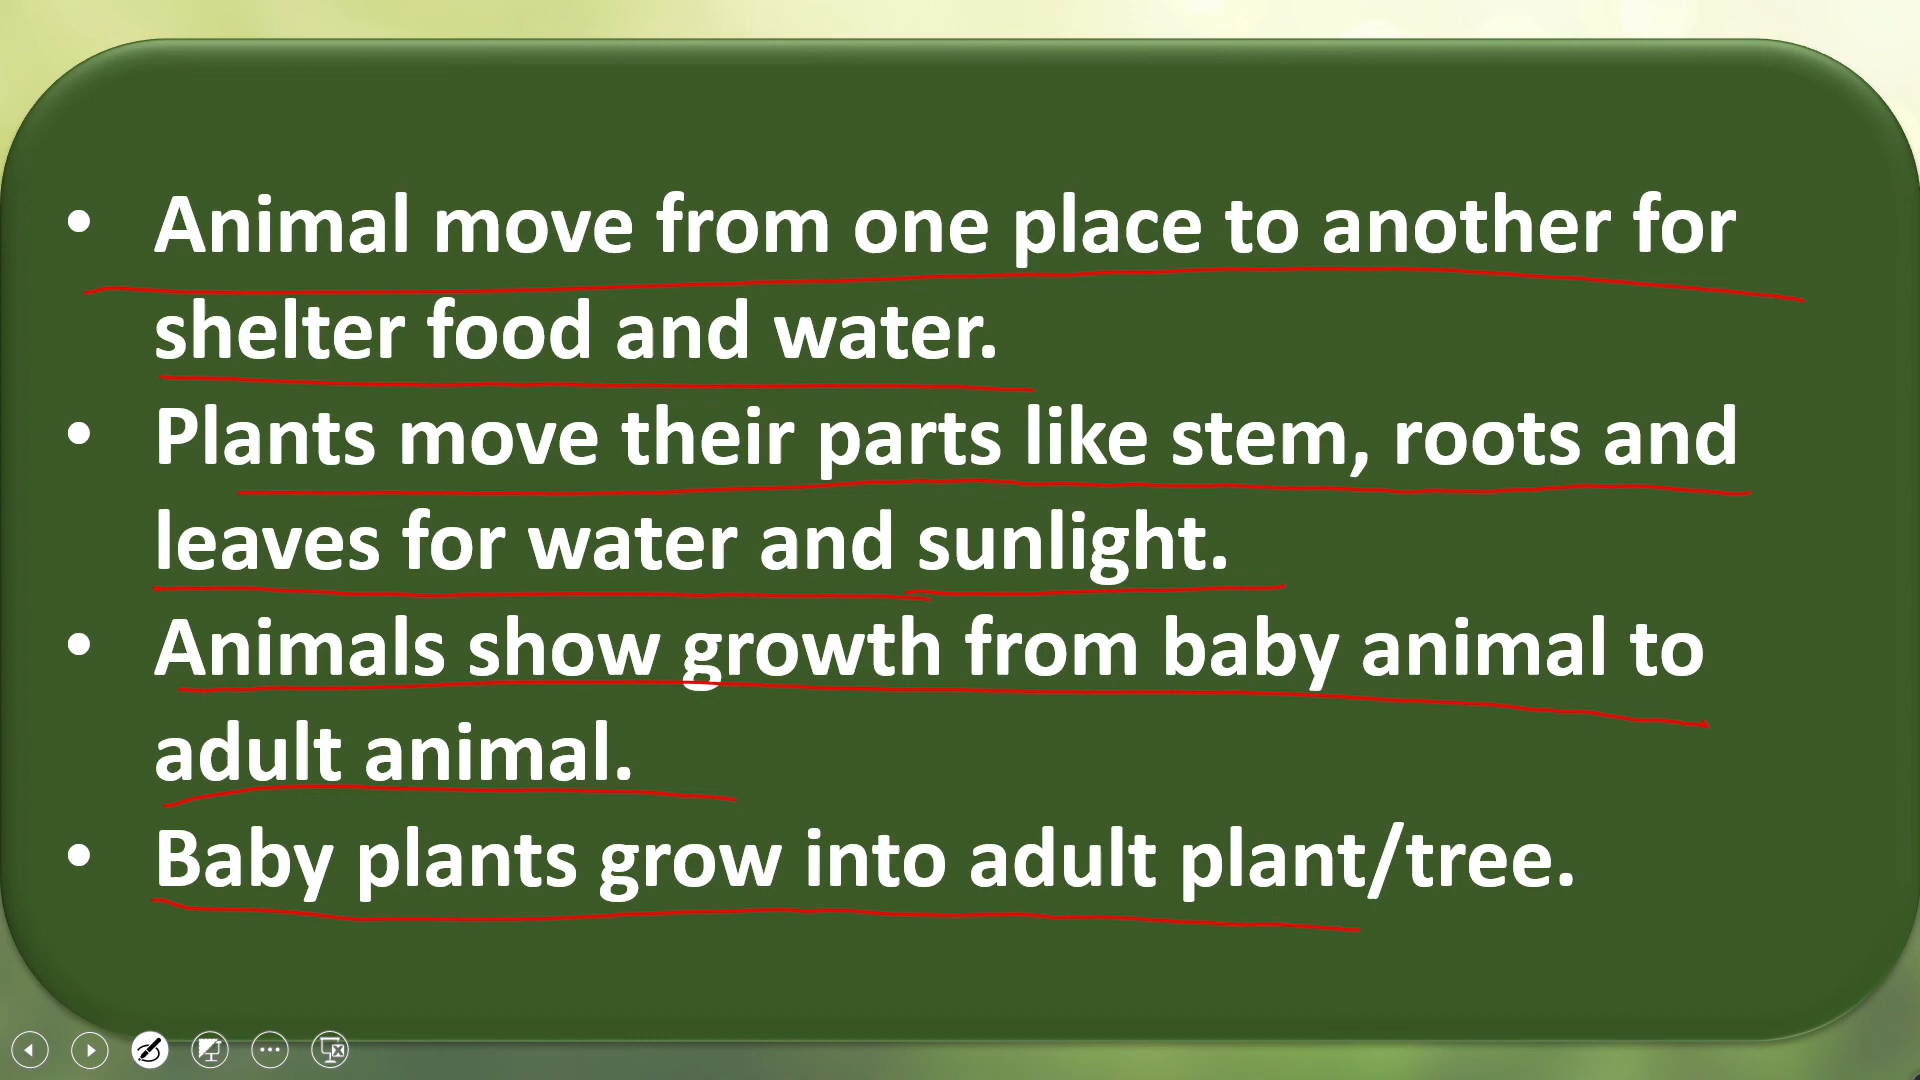 • Animal move from one place to another for
shelter food and water.
• Plants move their parts like stem, roots and
leaves for water and sunlight.
• Animals show growth from baby animal to
adult animal.
• Baby plants grow into adult plant/tree.